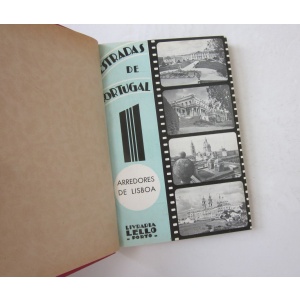 ESTRADAS
DE
PORTUGAL
ARREDORES
DE LISBOA
LIVRARIA
LELLO
PORTO